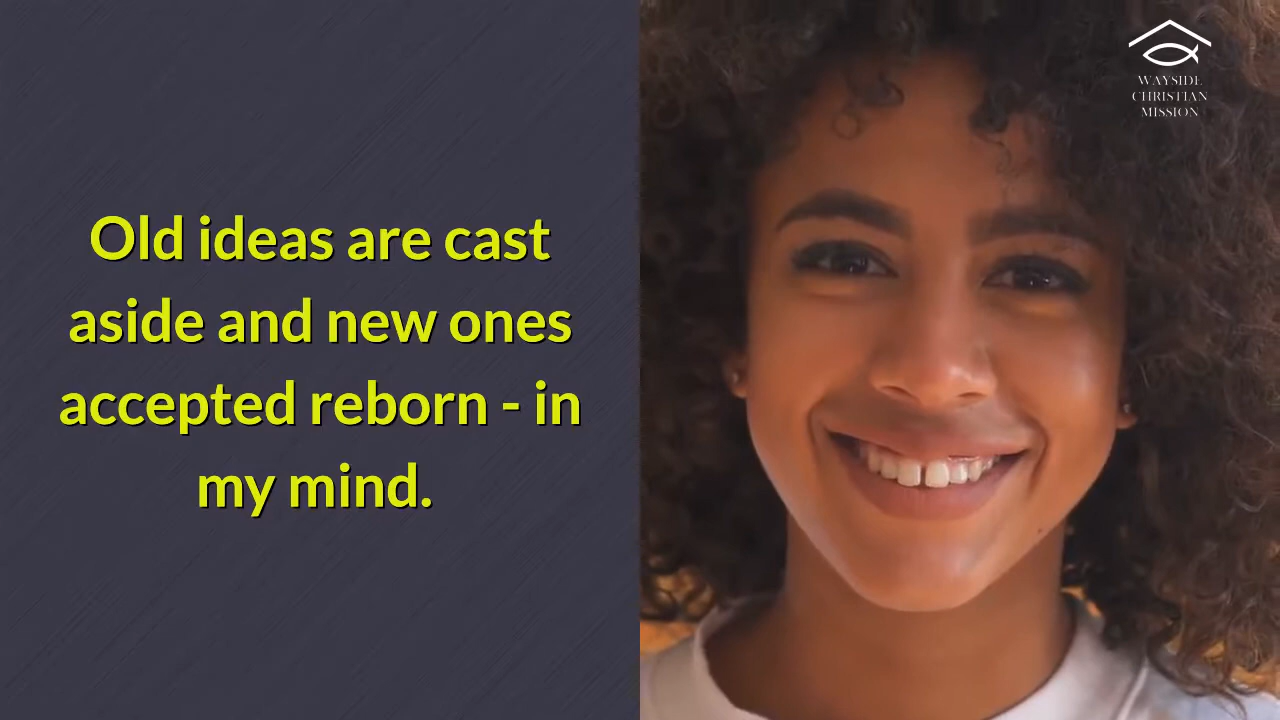 Old ideas are cast
aside and new ones
accepted reborn - in
my mind.
WAYSIDE
CHRISTIAN
MISSION